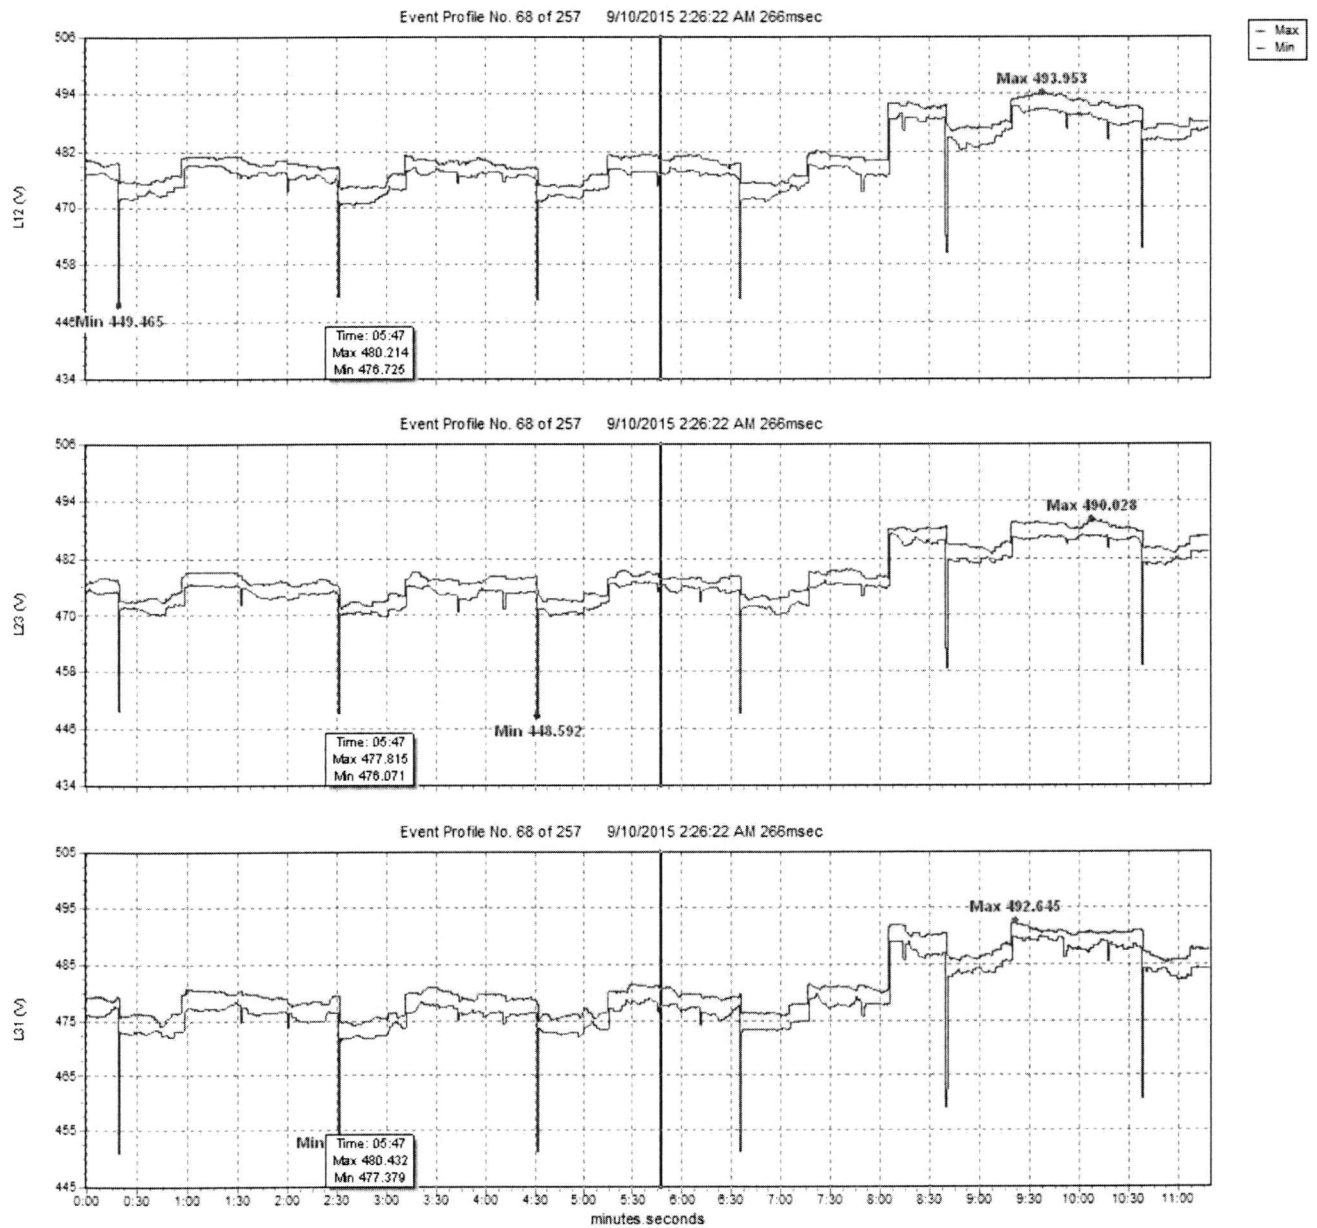 Event Profile No. 68 of 257 9/10/2015 2:26:22 AM 266msec
Max
Min
506
494
482
470
458
446
434
L12 (V)
Max 493.953
Min 449.465
Time: 05:47
Max 480.214
Min 476.725
Event Profile No. 68 of 257 9/10/2015 2:26:22 AM 266msec
506
494
482
470
458
446
434
L23 (V)
Max 490.028
Min 448.592
Time: 05:47
Max 477.815
Min 476.071
Event Profile No. 68 of 257 9/10/2015 2:26:22 AM 266msec
505
495
485
475
465
455
445
L31 (V)
Max 492.645
Min
Time: 05:47
Max 480.432
Min 477.379
0:00 0:30 1:00 1:30 2:00 2:30 3:00 3:30 4:00 4:30 5:00 5:30 6:00 6:30 7:00 7:30 8:00 8:30 9:00 9:30 10:00 10:30 11:00
minutes.seconds